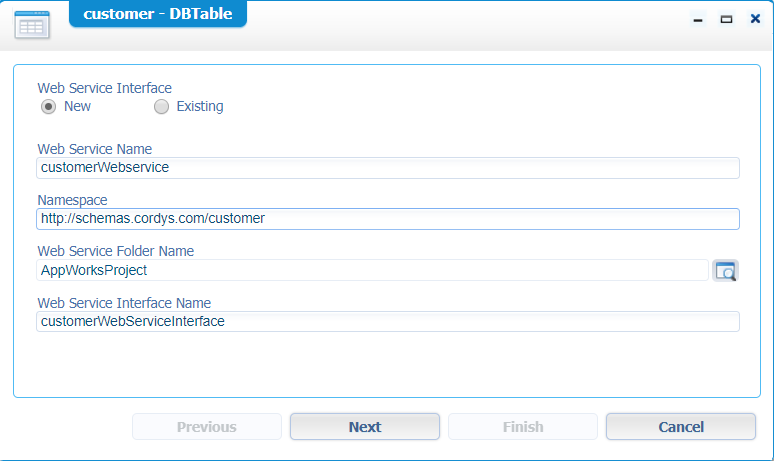 customer - DBTable
Web Service Interface
New Existing
Web Service Name
customerWebservice
Namespace
http://schemas.cordys.com/customer
Web Service Folder Name
AppWorksProject
Web Service Interface Name
customerWebServiceInterface
Previous Next Finish Cancel